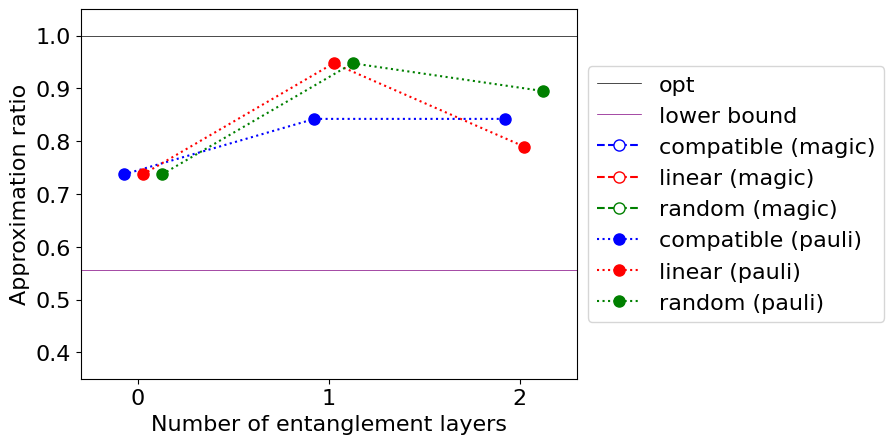 1.0
0.9
0.8
0.7
0.6
0.5
0.4
Approximation ratio
0
1
2
Number of entanglement layers
opt
lower bound
compatible (magic)
linear (magic)
random (magic)
compatible (pauli)
linear (pauli)
random (pauli)